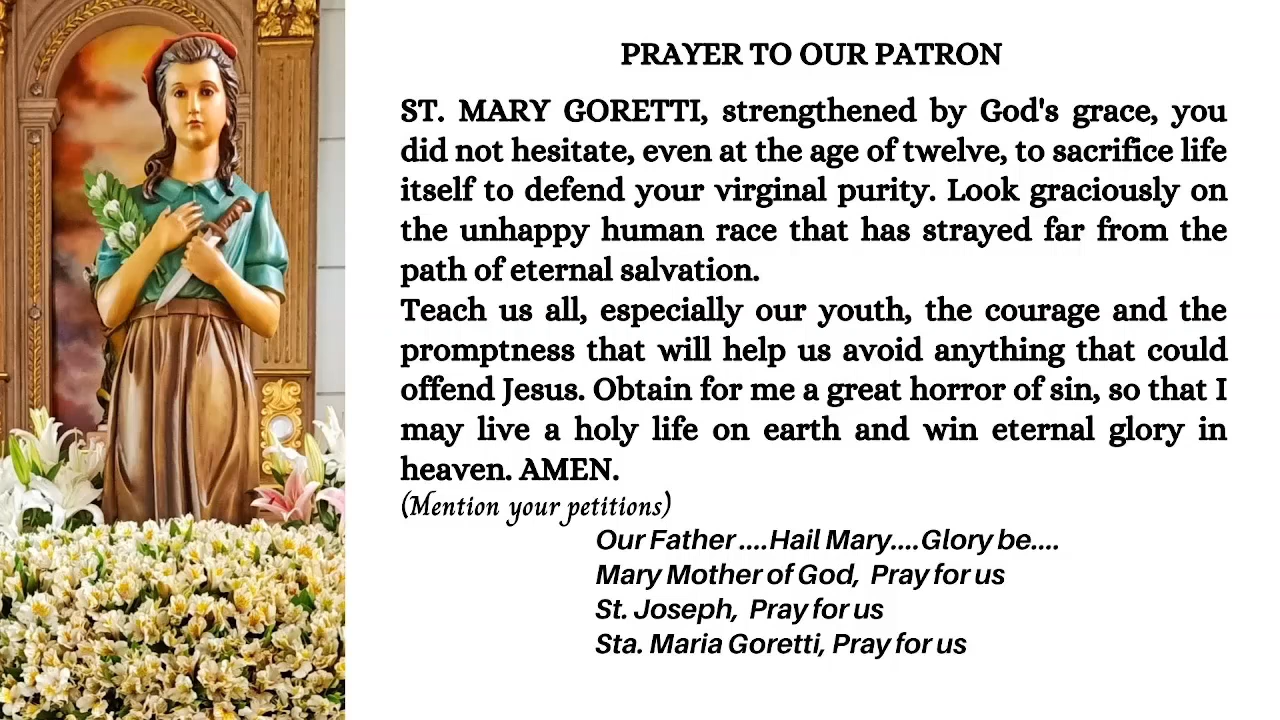 PRAYER TO OUR PATRON
ST. MARY GORETTI, strengthened by God's grace, you
did not hesitate, even at the age of twelve, to sacrifice life
itself to defend your virginal purity. Look graciously on
the unhappy human race that has strayed far from the
path of eternal salvation.
Teach us all, especially our youth, the courage and the
promptness that will help us avoid anything that could
offend Jesus. Obtain for me a great horror of sin, so that I
may live a holy life on earth and win eternal glory in
heaven. AMEN.
(Mention your petitions)
Our Father ....Hail Mary....Glory be....
Mary Mother of God, Pray for us
St. Joseph, Pray for us
Sta. Maria Goretti, Pray for us